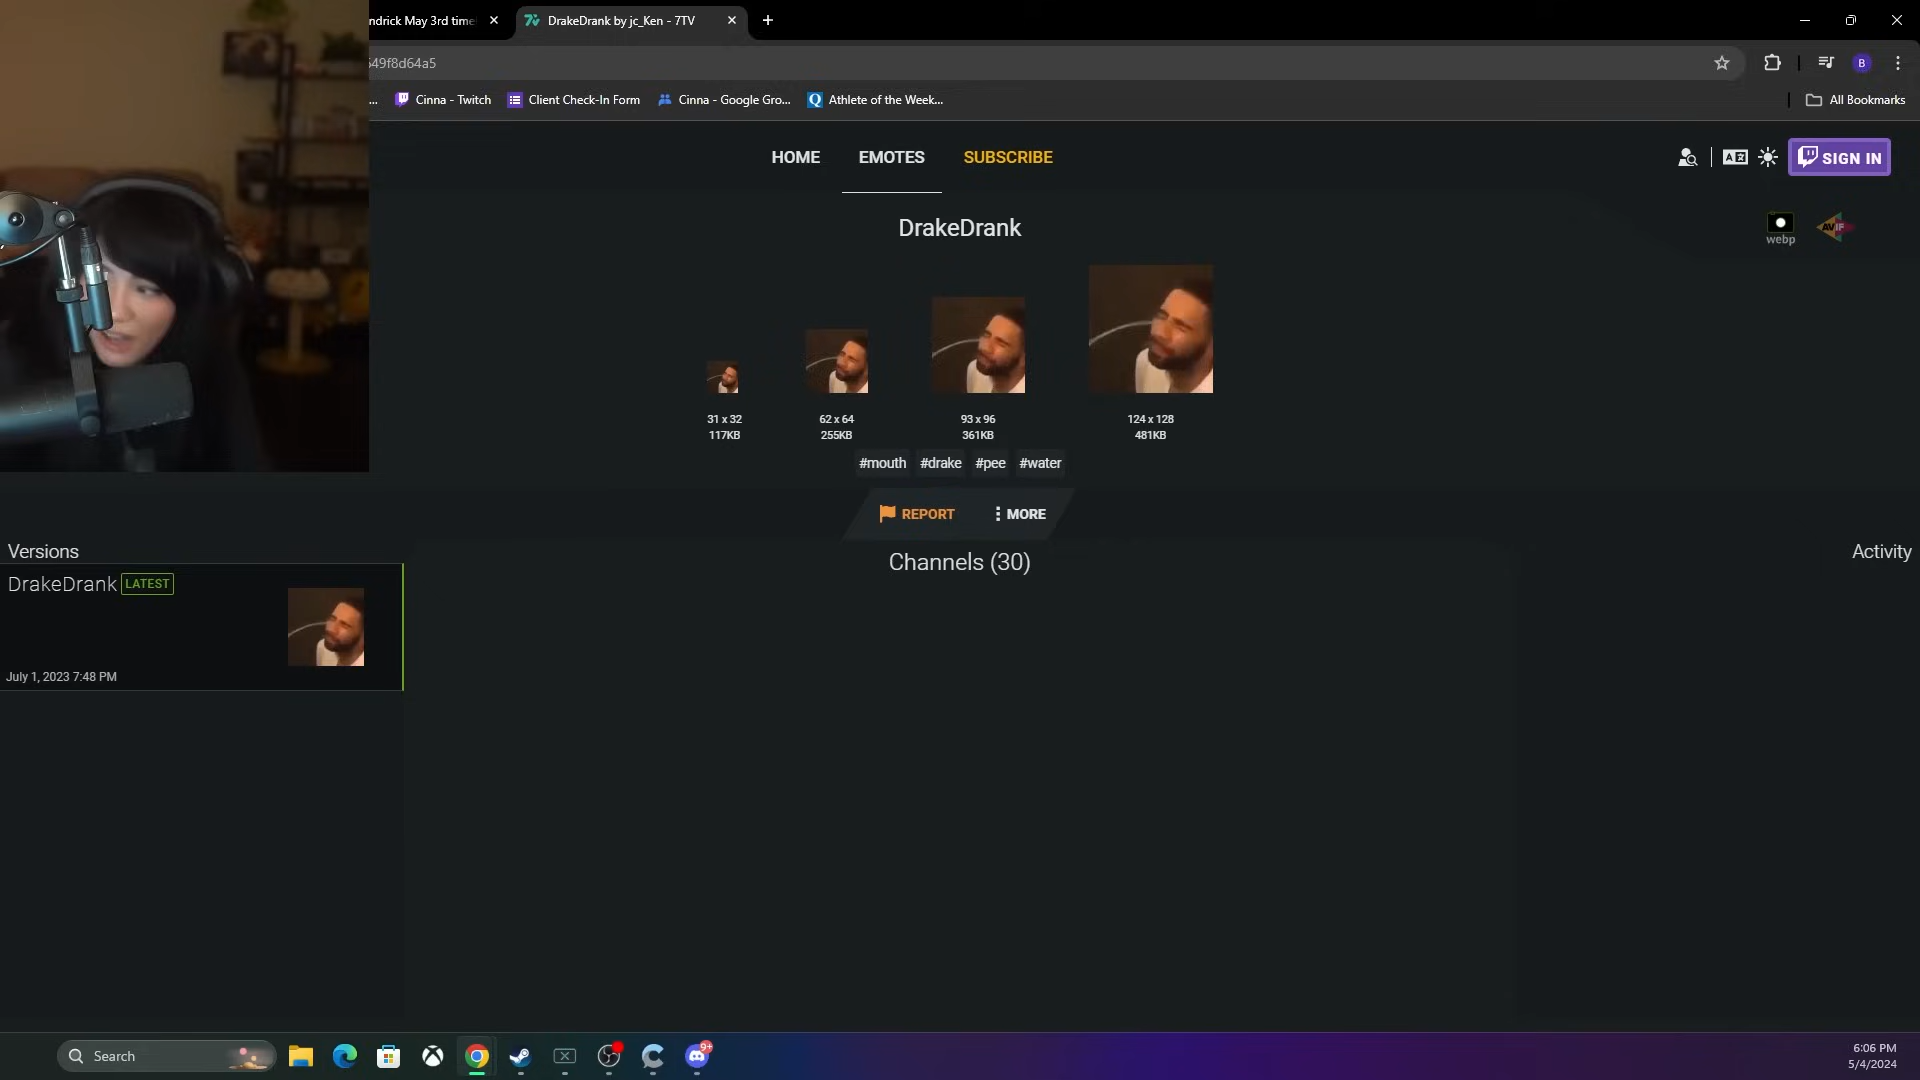 ndrick May 3rd time
DrakeDrank by jc_Ken - 7TV
649f8d64a5
B
...
Cinna - Twitch
Client Check-In Form
Cinna - Google Gro...
Q
Athlete of the Week...
All Bookmarks
HOME
EMOTES
SUBSCRIBE
SIGN IN
DrakeDrank
webp
AVIF
31 x 32
117KB
62 x 64
255KB
93 x 96
361KB
124 x 128
481KB
#mouth
#drake
#pee
#water
REPORT
MORE
Versions
Channels (30)
Activity
DrakeDrank
LATEST
July 1, 2023 7:48 PM
Search
9+
6:06 PM
5/4/2024